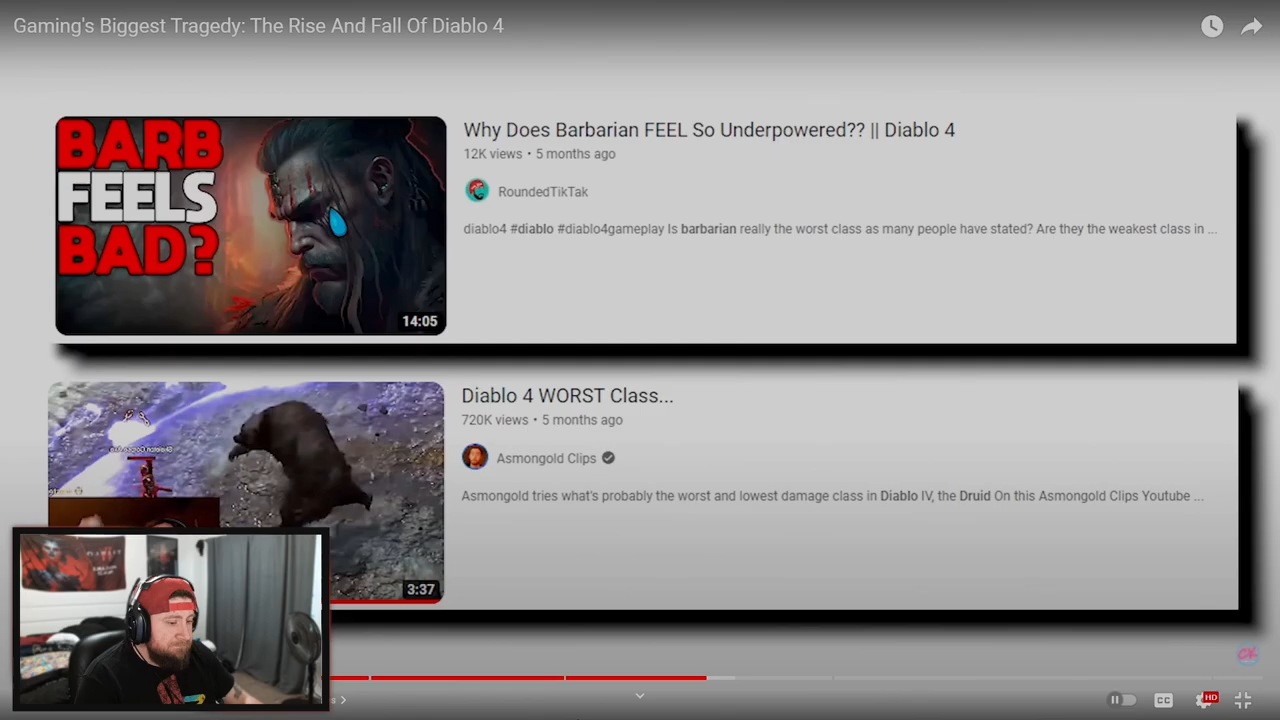 Gaming's Biggest Tragedy: The Rise And Fall Of Diablo 4
BARB
FEELS
BAD?
14:05
Why Does Barbarian FEEL So Underpowered?? || Diablo 4
12K views • 5 months ago
RoundedTikTak
diablo4 #diablo #diablo4gameplay Is barbarian really the worst class as many people have stated? Are they the weakest class in ...
3:37
Diablo 4 WORST Class...
720K views • 5 months ago
Asmongold Clips
Asmongold tries what's probably the worst and lowest damage class in Diablo IV, the Druid On this Asmongold Clips Youtube ...
CK
CC
HD